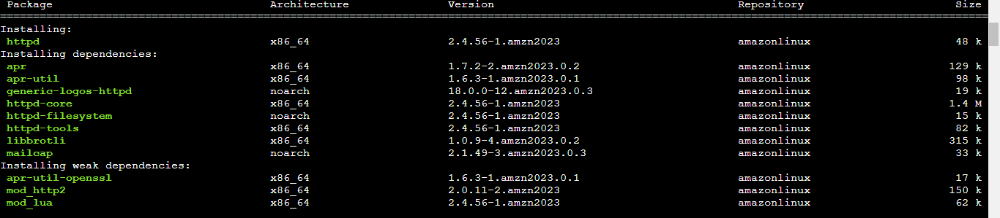 Package Architecture Version Repository Size
Installing:
httpd x86_64 2.4.56-1.amzn2023 amazonlinux 48 k
Installing dependencies:
apr x86_64 1.7.2-2.amzn2023.0.2 amazonlinux 129 k
apr-util x86_64 1.6.3-1.amzn2023.0.1 amazonlinux 98 k
generic-logos-httpd noarch 18.0.0-12.amzn2023.0.3 amazonlinux 19 k
httpd-core x86_64 2.4.56-1.amzn2023 amazonlinux 1.4 M
httpd-filesystem noarch 2.4.56-1.amzn2023 amazonlinux 15 k
httpd-tools x86_64 2.4.56-1.amzn2023 amazonlinux 82 k
libbrotli x86_64 1.0.9-4.amzn2023.0.2 amazonlinux 315 k
mailcap noarch 2.1.49-3.amzn2023.0.3 amazonlinux 33 k
Installing weak dependencies:
apr-util-openssl x86_64 1.6.3-1.amzn2023.0.1 amazonlinux 17 k
mod_http2 x86_64 2.0.11-2.amzn2023 amazonlinux 150 k
mod_lua x86_64 2.4.56-1.amzn2023 amazonlinux 62 k